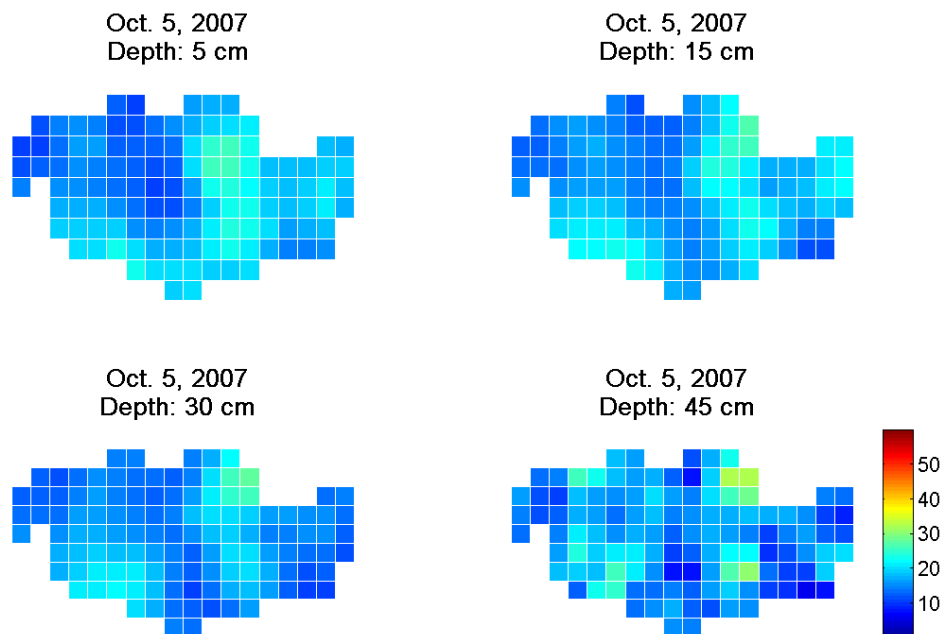 Oct. 5, 2007
Depth: 5 cm
Oct. 5, 2007
Depth: 15 cm
Oct. 5, 2007
Depth: 30 cm
Oct. 5, 2007
Depth: 45 cm
50
40
30
20
10